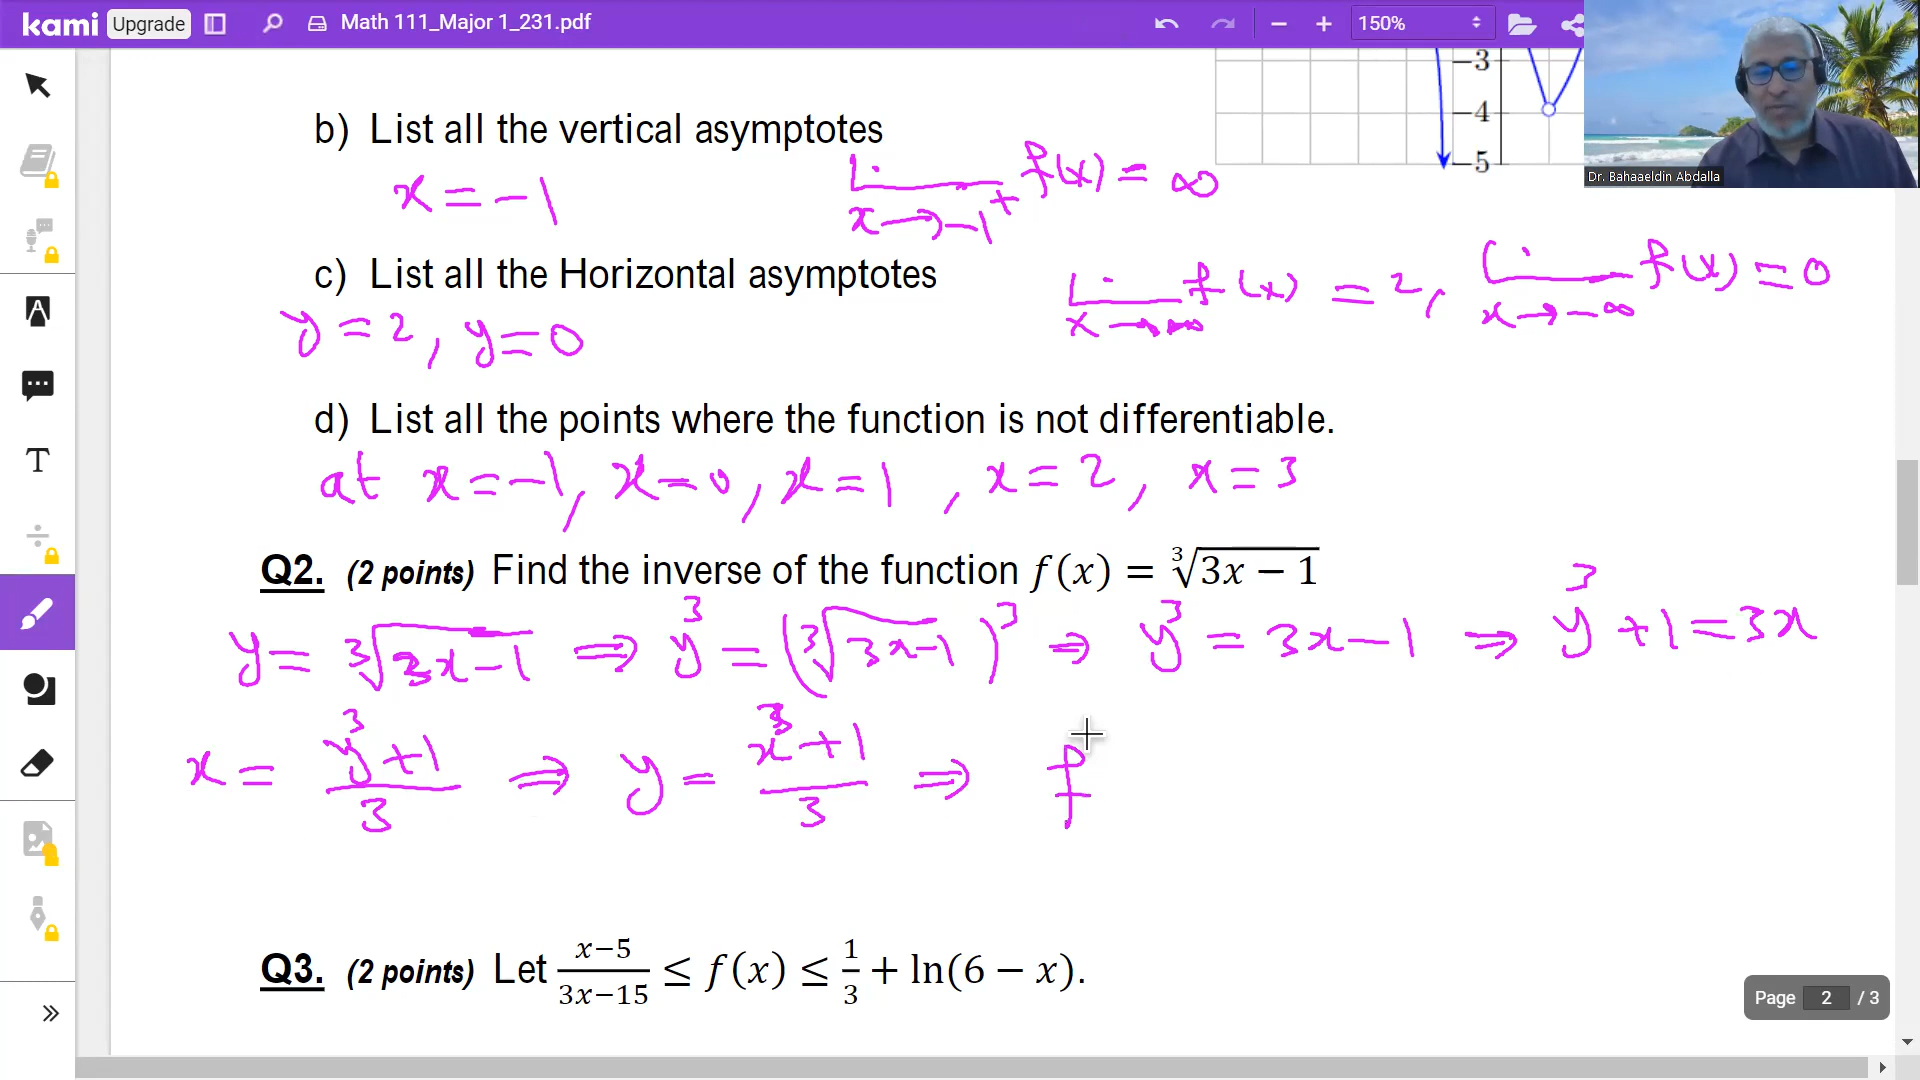 kami Upgrade Math 111_Major 1_231.pdf 150%
−3
−4
−5
Dr. Bahaaeldin Abdalla
b) List all the vertical asymptotes
x = −1 lim x→−1⁺ f(x) = ∞
c) List all the Horizontal asymptotes
y = 2, y = 0 lim x→∞ f(x) = 2, lim x→−∞ f(x) = 0
d) List all the points where the function is not differentiable.
at x = −1, x = 0, x = 1, x = 2, x = 3
Q2. (2 points) Find the inverse of the function f(x) = ∛(3x − 1)
y = ∛(3x−1) ⇒ y³ = (∛(3x−1))³ ⇒ y³ = 3x−1 ⇒ y³+1 = 3x
x = (y³+1)/3 ⇒ y = (x³+1)/3 ⇒ f
Q3. (2 points) Let (x−5)/(3x−15) ≤ f(x) ≤ 1/3 + ln(6 − x).
Page 2 / 3